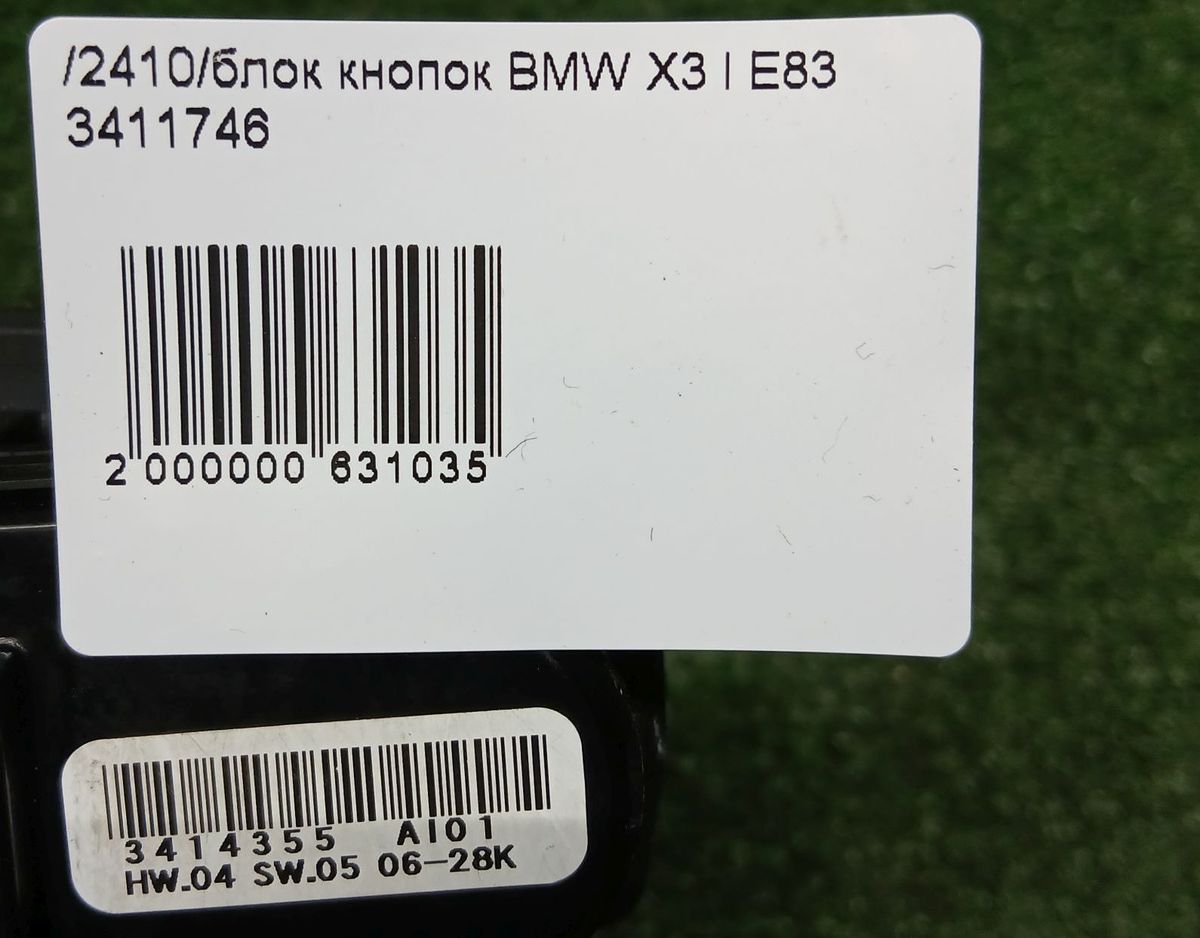 /2410/блок кнопок BMW X3 I E83
3411746
2 000000 631035
3414355 AI01
HW.04 SW.05 06-28K